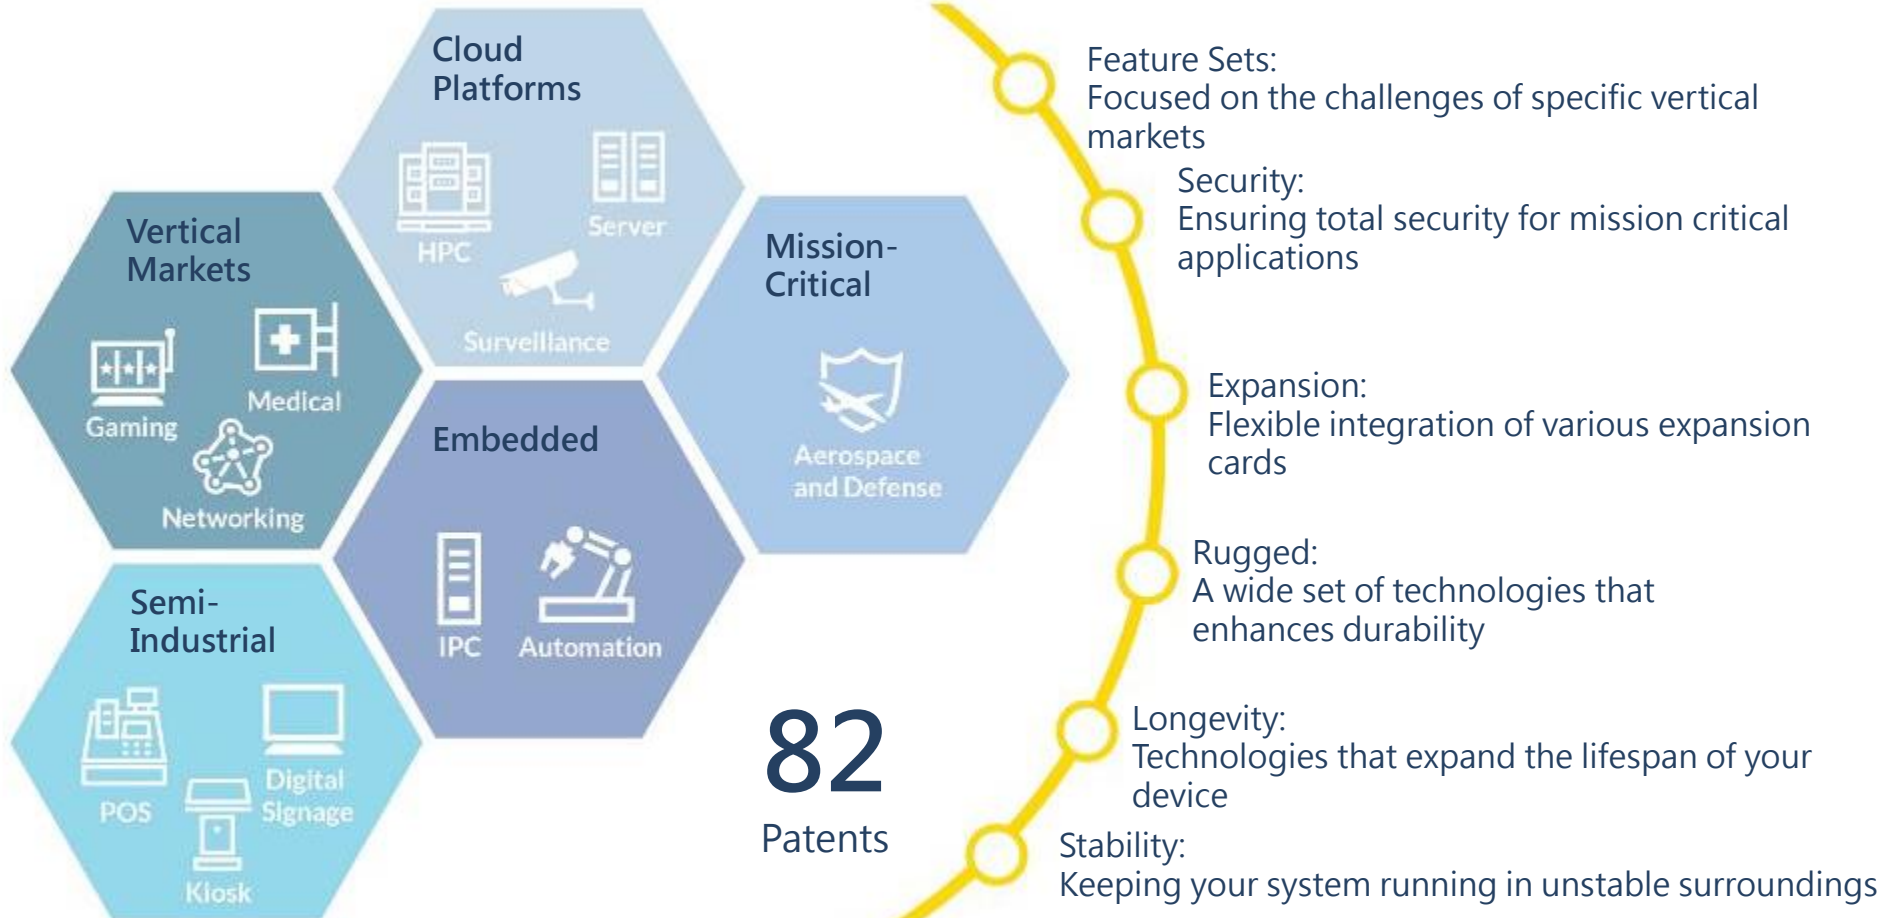 Cloud
Platforms
HPC
Server
Surveillance
Vertical
Markets
Gaming
Medical
Networking
Mission-
Critical
Aerospace
and Defense
Embedded
IPC
Automation
Semi-
Industrial
POS
Digital
Signage
Kiosk
82
Patents
Feature Sets:
Focused on the challenges of specific vertical
markets
Security:
Ensuring total security for mission critical
applications
Expansion:
Flexible integration of various expansion
cards
Rugged:
A wide set of technologies that
enhances durability
Longevity:
Technologies that expand the lifespan of your
device
Stability:
Keeping your system running in unstable surroundings